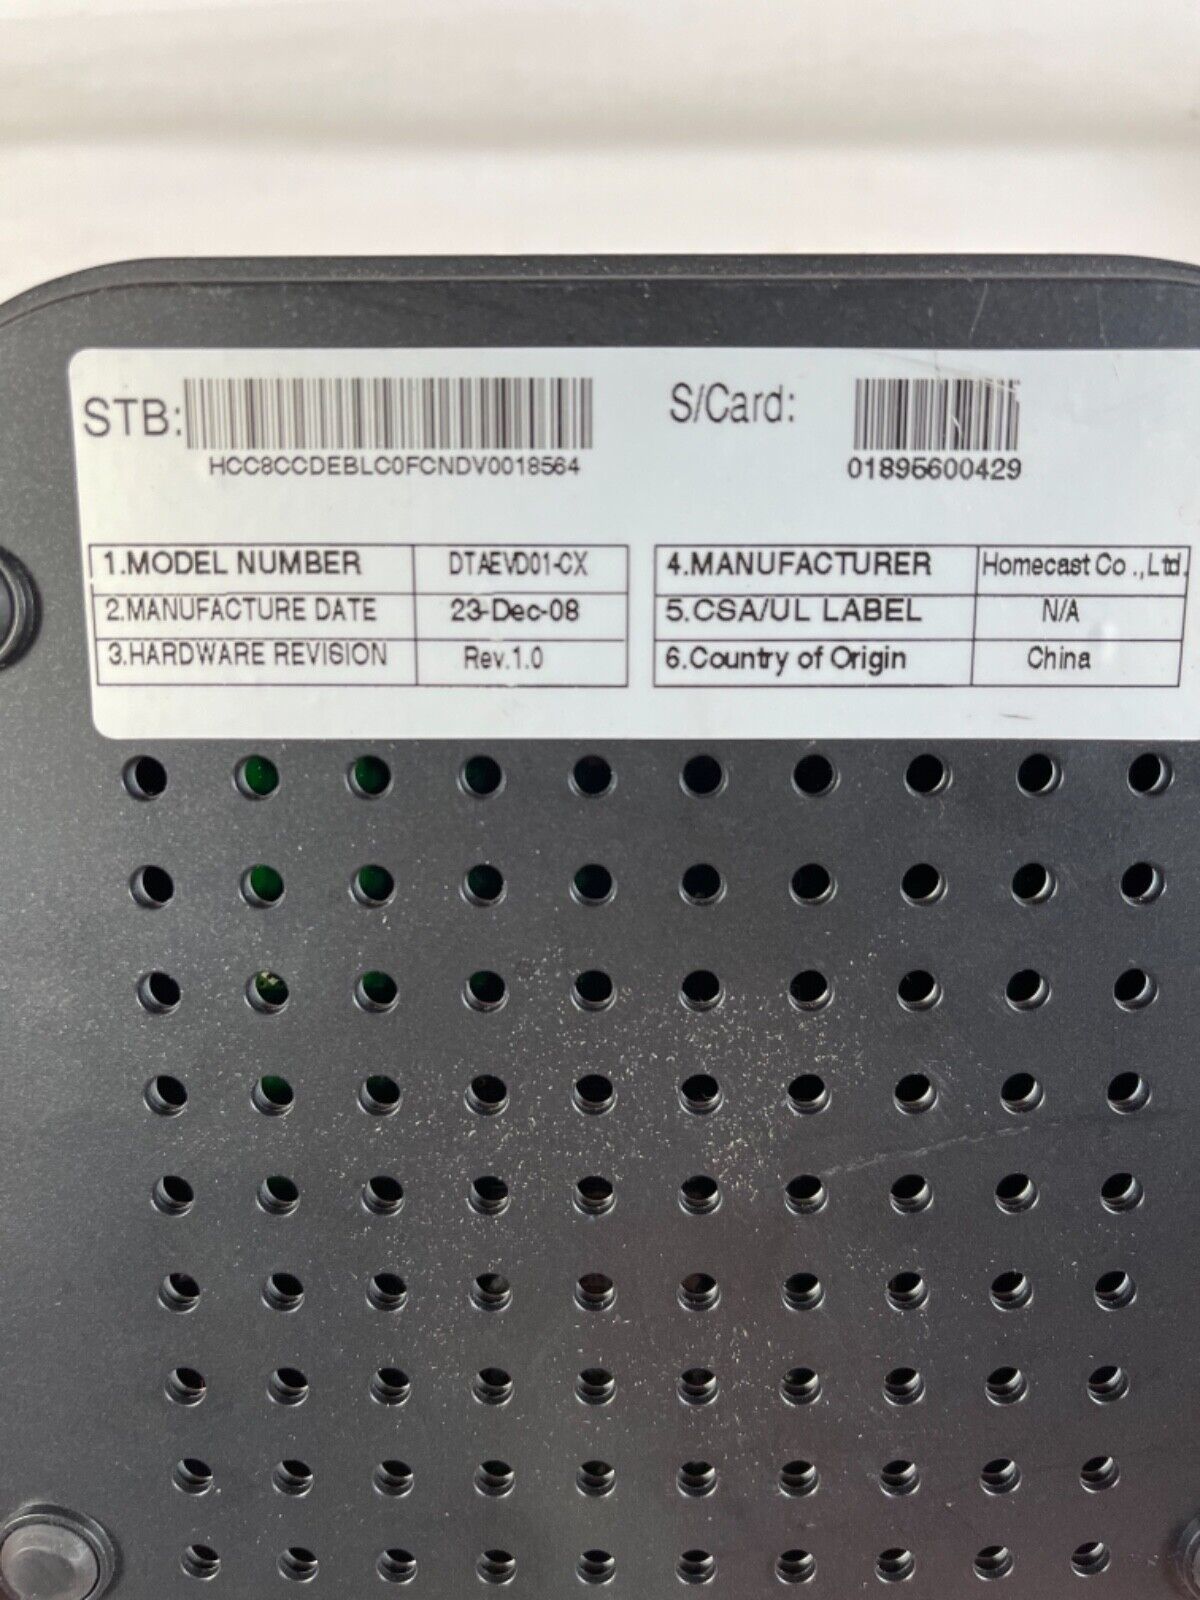 STB:
HCC8CCDEBLC0FCNDV0018564
S/Card:
01895600429
1.MODEL NUMBER DTAEVD01-CX
2.MANUFACTURE DATE 23-Dec-08
3.HARDWARE REVISION Rev.1.0
4.MANUFACTURER Homecast Co .,Ltd.
5.CSA/UL LABEL N/A
6.Country of Origin China